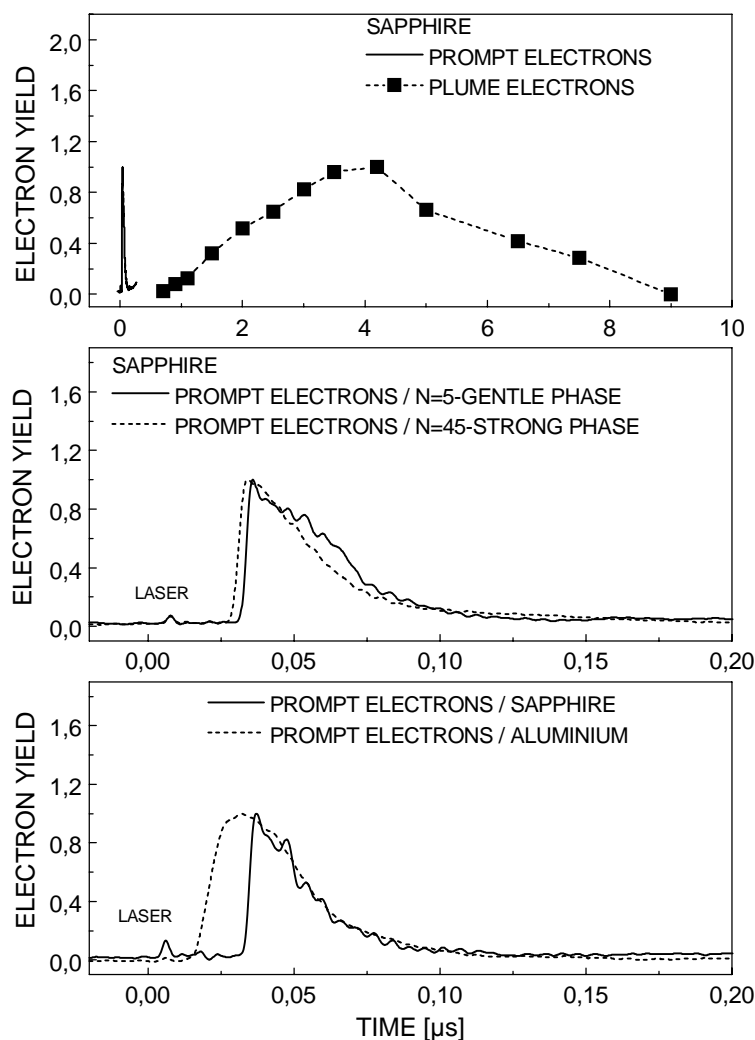 SAPPHIRE
PROMPT ELECTRONS
PLUME ELECTRONS
ELECTRON YIELD
2,0
1,6
1,2
0,8
0,4
0,0
0 2 4 6 8 10
SAPPHIRE
PROMPT ELECTRONS / N=5-GENTLE PHASE
PROMPT ELECTRONS / N=45-STRONG PHASE
ELECTRON YIELD
1,6
1,2
0,8
0,4
0,0
LASER
0,00 0,05 0,10 0,15 0,20
PROMPT ELECTRONS / SAPPHIRE
PROMPT ELECTRONS / ALUMINIUM
ELECTRON YIELD
1,6
1,2
0,8
0,4
0,0
LASER
0,00 0,05 0,10 0,15 0,20
TIME [µs]